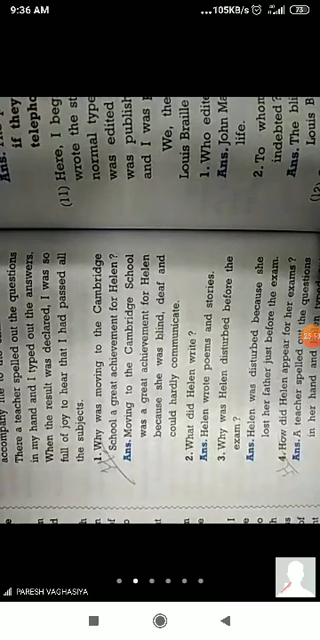 9:36 AM
...105KB/s
73
accompany me to
There a teacher spelled out the questions
in my hand and I typed out the answers.
When the result was declared, I was so
full of joy to hear that I had passed all
the subjects.
1. Why was moving to the Cambridge
School a great achievement for Helen?
Ans. Moving to the Cambridge School
was a great achievement for Helen
because she was blind, deaf and
could hardly communicate.
2. What did Helen write?
Ans. Helen wrote poems and stories.
3. Why was Helen disturbed before the
exam?
Ans. Helen was disturbed because she
lost her father just before the exam.
4. How did Helen appear for her exams?
Ans. A teacher spelled the questions
in her hand and
Ans.
if they
telepho
(11) Here, I beg
wrote the st
normal type
was edited
was publish
and I was
We, the
Louis Braille
1. Who edite
Ans. John Ma
life.
2. To whom
indebted?
Ans. The bli
Louis B
(12)
PARESH VAGHASIYA